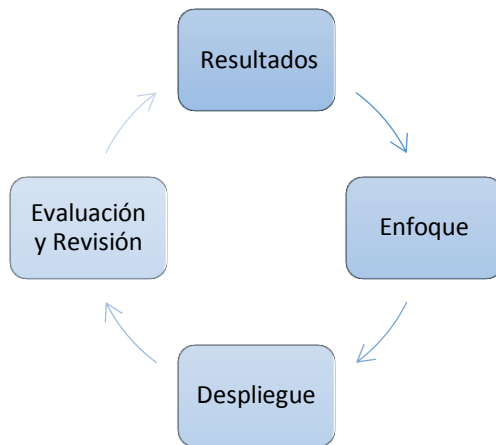 Resultados
Enfoque
Despliegue
Evaluación
y Revisión